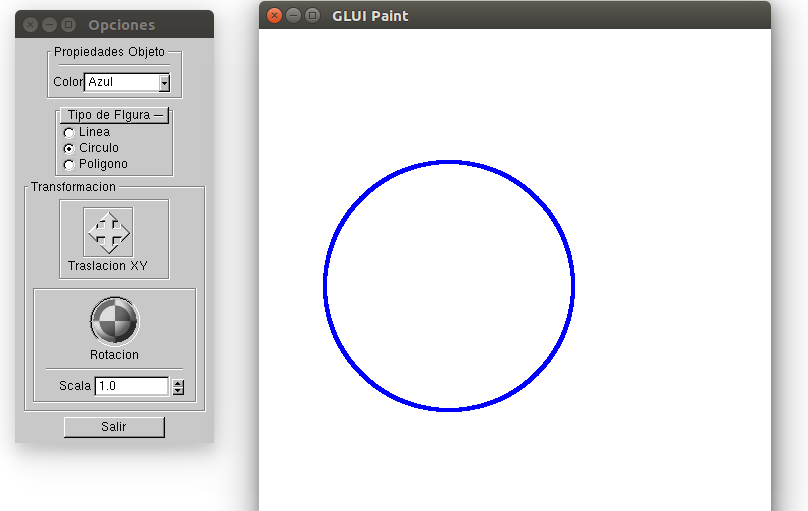 Opciones
Propiedades Objeto
Color Azul
Tipo de FIgura
Linea
Circulo
Poligono
Transformacion
Traslacion XY
Rotacion
Scala 1.0
Salir
GLUI Paint